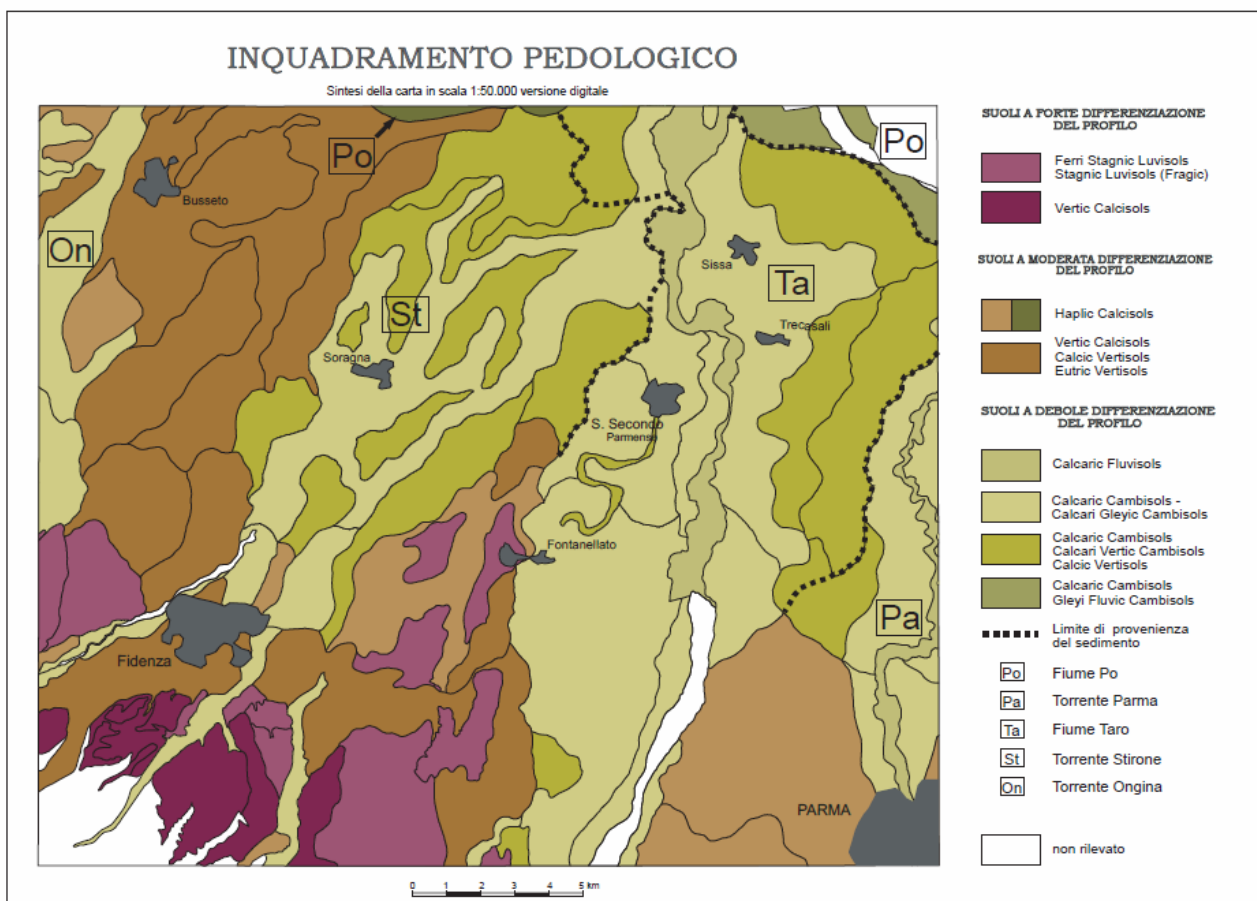 INQUADRAMENTO PEDOLOGICO
Sintesi della carta in scala 1:50.000 versione digitale
Po
Po
Busseto
On
Sissa
Ta
St
Trecasali
Soragna
S. Secondo
Parmense
Fontanellato
Pa
Fidenza
PARMA
0 1 2 3 4 5 km
SUOLI A FORTE DIFFERENZIAZIONE
DEL PROFILO
Ferri Stagnic Luvisols
Stagnic Luvisols (Fragic)
Vertic Calcisols
SUOLI A MODERATA DIFFERENZIAZIONE
DEL PROFILO
Haplic Calcisols
Vertic Calcisols
Calcic Vertisols
Eutric Vertisols
SUOLI A DEBOLE DIFFERENZIAZIONE
DEL PROFILO
Calcaric Fluvisols
Calcaric Cambisols -
Calcari Gleyic Cambisols
Calcaric Cambisols
Calcari Vertic Cambisols
Calcic Vertisols
Calcaric Cambisols
Gleyi Fluvic Cambisols
Limite di provenienza
del sedimento
Po Fiume Po
Pa Torrente Parma
Ta Fiume Taro
St Torrente Stirone
On Torrente Ongina
non rilevato